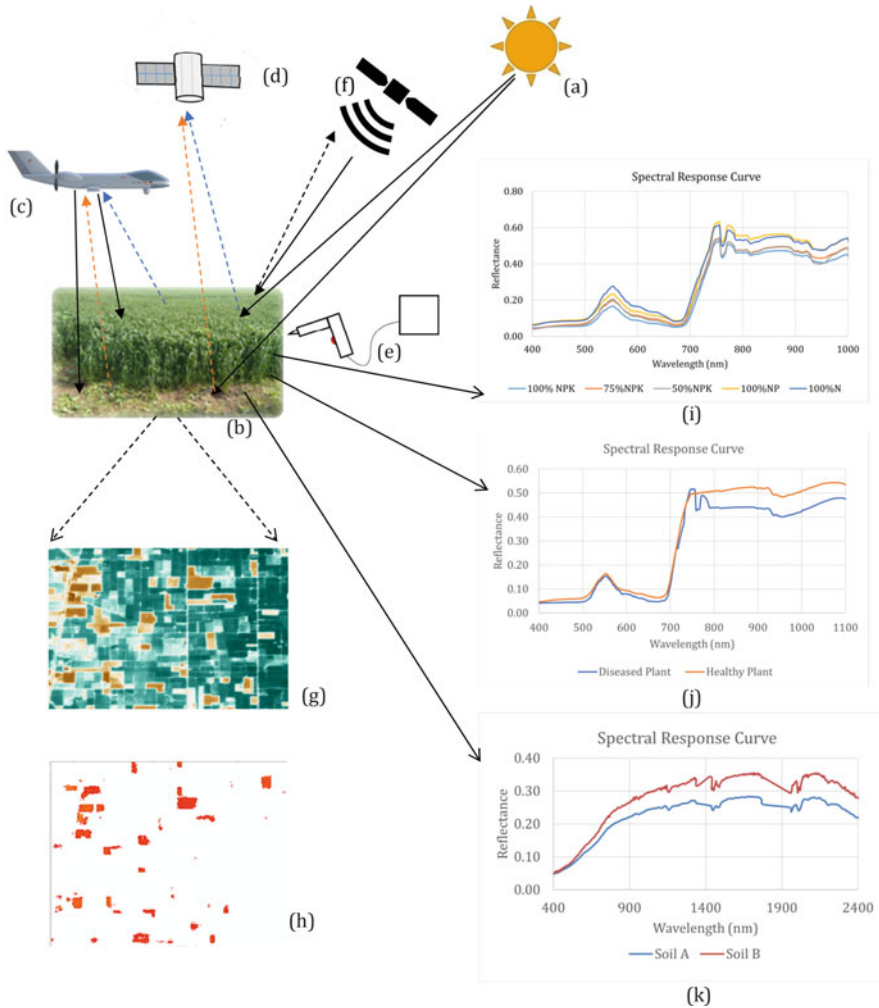 (d)
(f)
(a)
(c)
(e)
(b)
Spectral Response Curve
Reflectance
0.80
0.60
0.40
0.20
0.00
400 500 600 700 800 900 1000
Wavelength (nm)
100% NPK 75%NPK 50%NPK 100%NP 100%N
(i)
Spectral Response Curve
Reflectance
0.60
0.50
0.40
0.30
0.20
0.10
0.00
400 500 600 700 800 900 1000 1100
Wavelength (nm)
Diseased Plant Healthy Plant
(j)
(g)
Spectral Response Curve
Reflectance
0.40
0.30
0.20
0.10
0.00
400 900 1400 1900 2400
Wavelength (nm)
Soil A Soil B
(k)
(h)